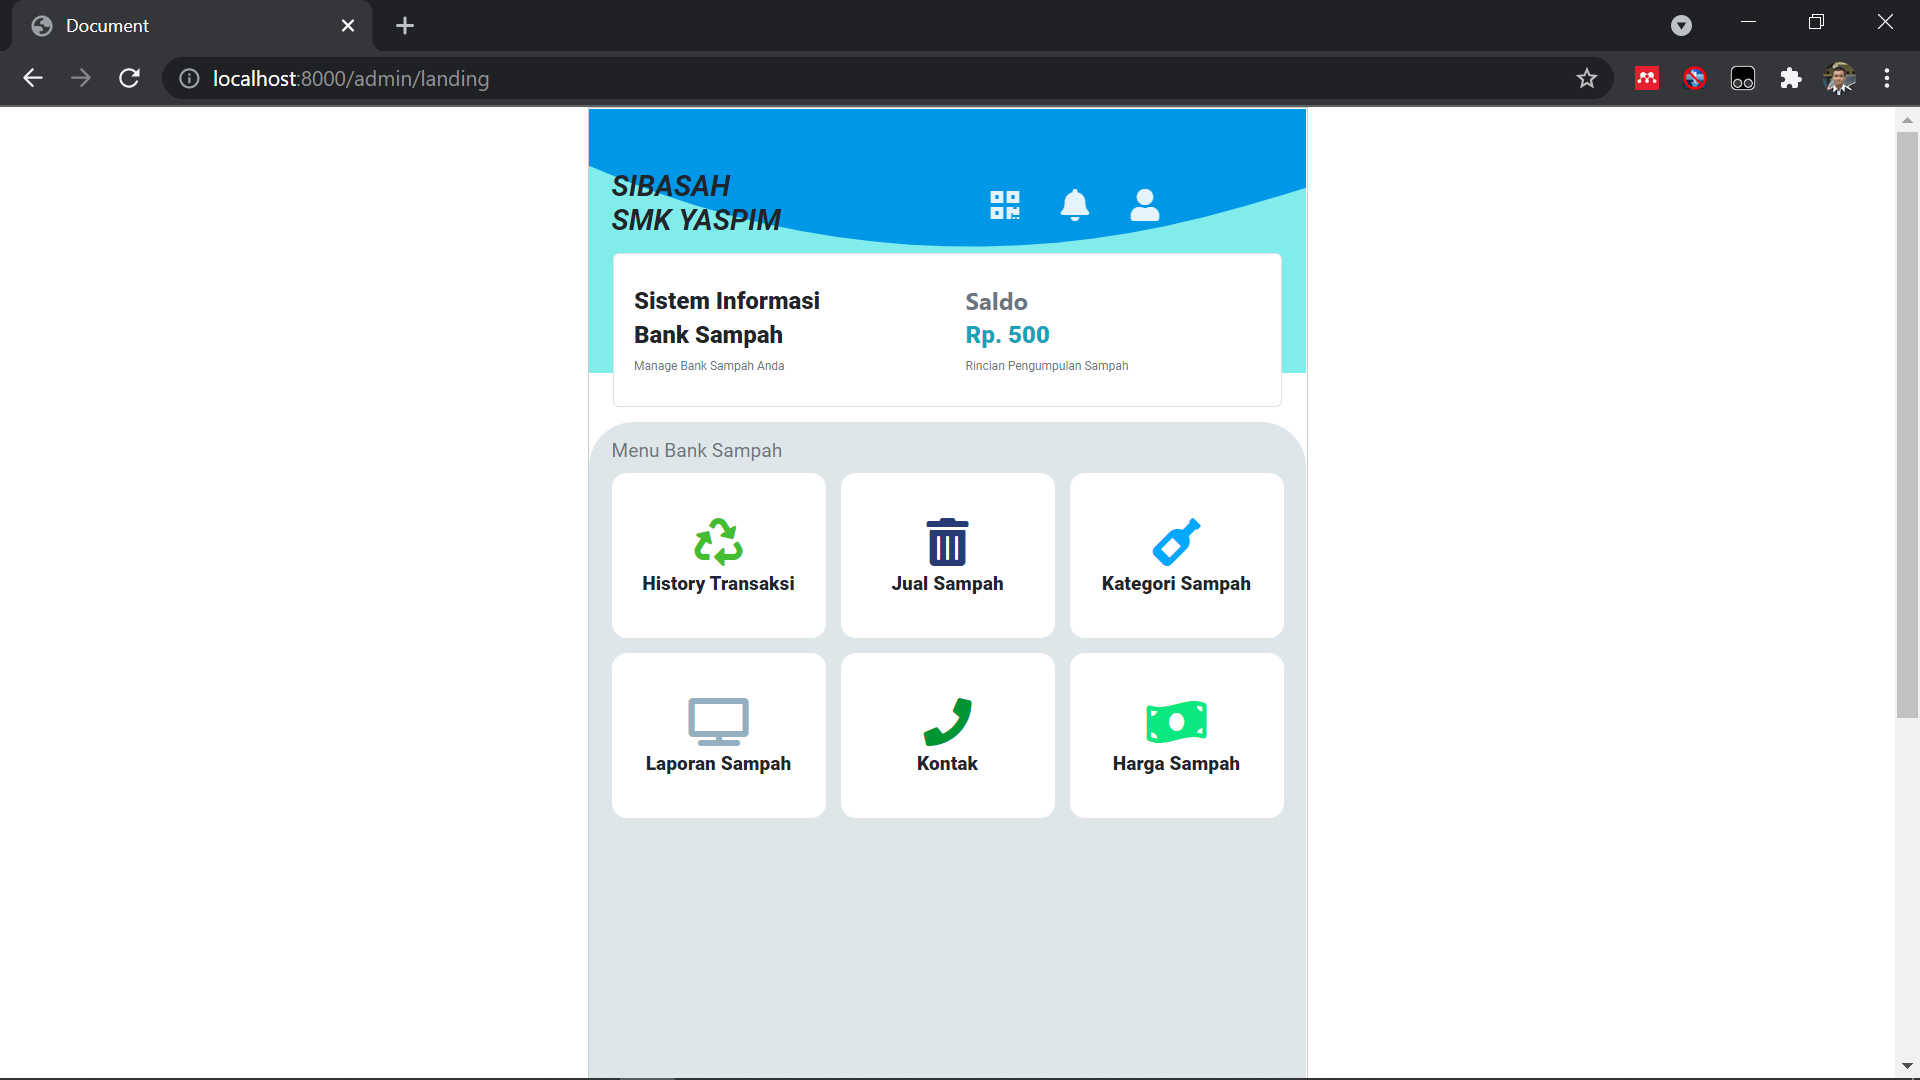 Document
localhost:8000/admin/landing
SIBASAH
SMK YASPIM
Sistem Informasi
Bank Sampah
Manage Bank Sampah Anda
Saldo
Rp. 500
Rincian Pengumpulan Sampah
Menu Bank Sampah
History Transaksi
Jual Sampah
Kategori Sampah
Laporan Sampah
Kontak
Harga Sampah